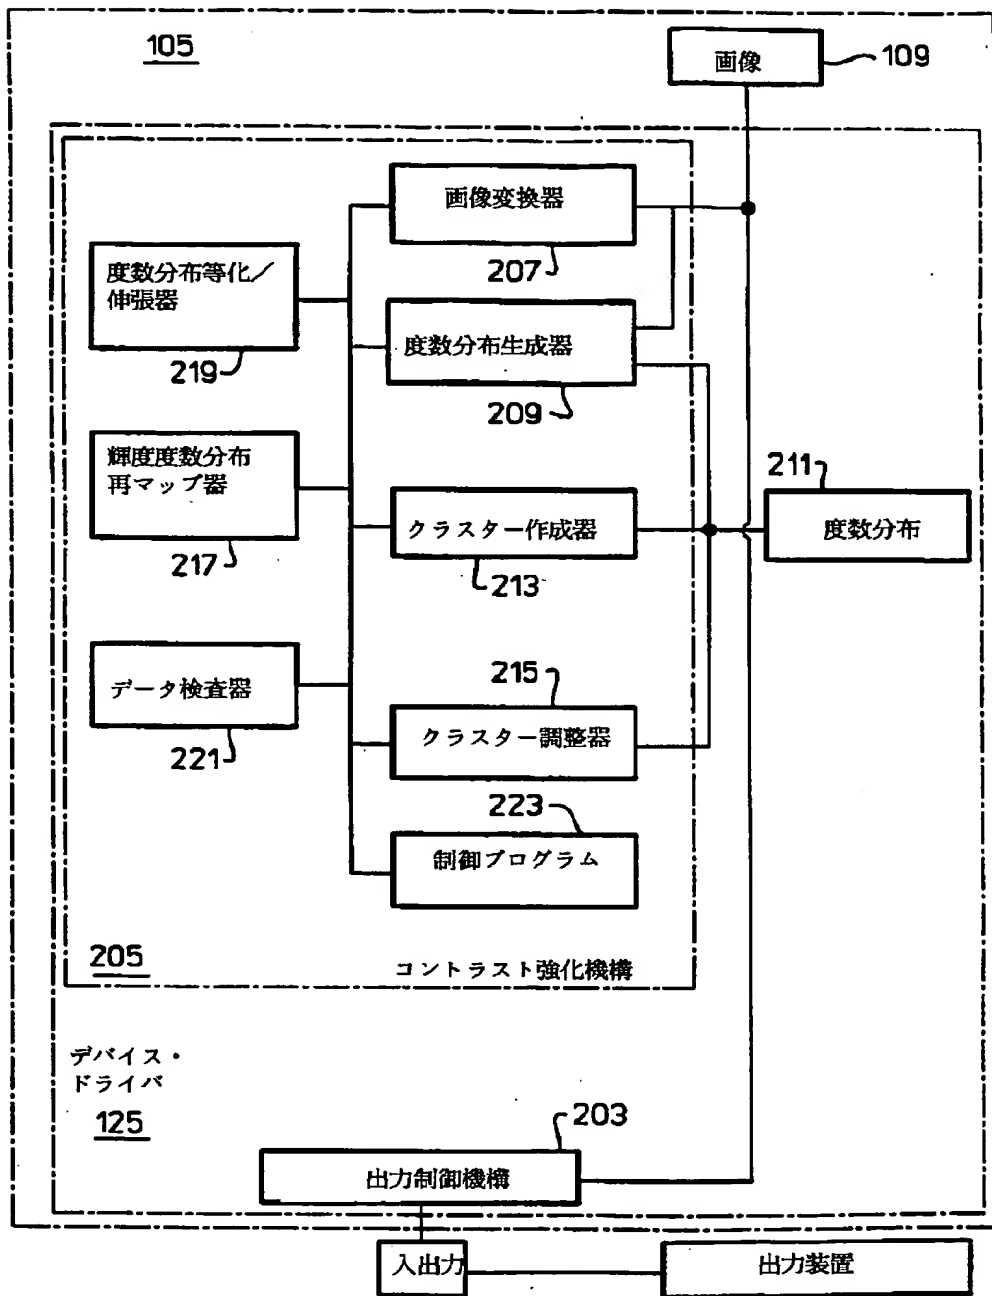 105
画像
109
画像変換器
207
度数分布等化／
伸張器
219
度数分布生成器
209
輝度度数分布
再マップ器
217
クラスター作成器
213
211
度数分布
データ検査器
221
215
クラスター調整器
223
制御プログラム
205
コントラスト強化機構
デバイス・
ドライバ
125
203
出力制御機構
入出力
出力装置